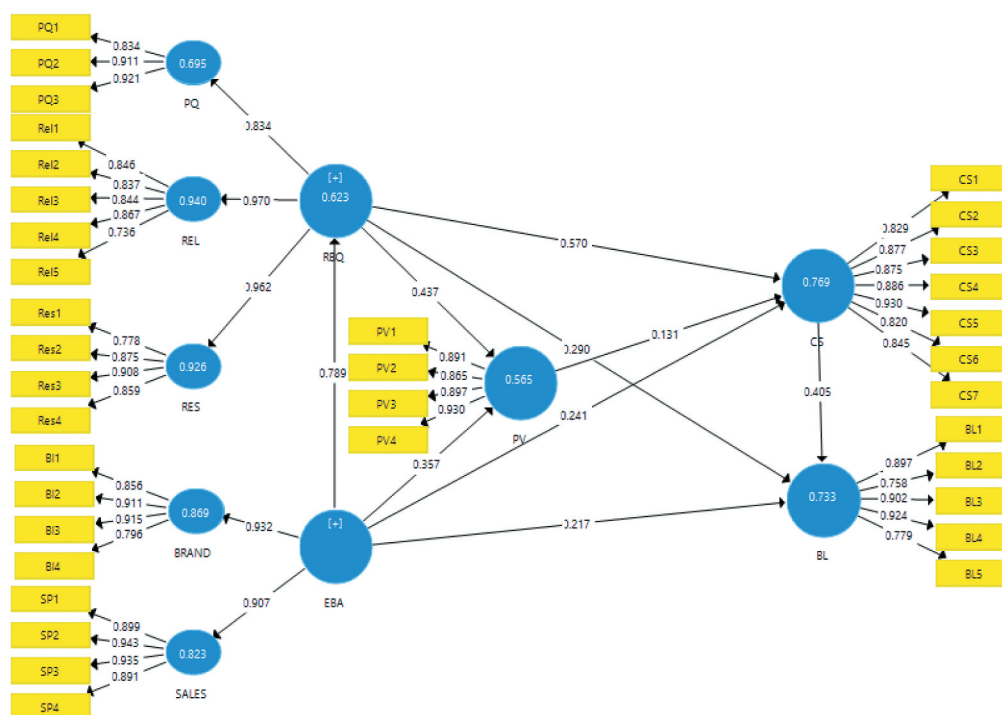 PQ1
PQ2
PQ3
0.834
0.911
0.921
0.695
PQ
Rel1
Rel2
Rel3
Rel4
Rel5
0.846
0.837
0.844
0.867
0.736
0.940
REL
Res1
Res2
Res3
Res4
0.778
0.875
0.908
0.859
0.926
RES
BI1
BI2
BI3
BI4
0.856
0.911
0.915
0.796
0.869
BRAND
SP1
SP2
SP3
SP4
0.899
0.943
0.935
0.891
0.823
SALES
0.834
0.970
0.962
0.932
0.907
[+]
0.623
RBQ
0.789
[+]
EBA
0.437
0.357
PV1
PV2
PV3
PV4
0.891
0.865
0.897
0.930
0.565
PV
0.570
0.131
0.290
0.241
0.217
0.769
CS
0.405
0.733
BL
0.829
0.877
0.875
0.886
0.930
0.820
0.845
CS1
CS2
CS3
CS4
CS5
CS6
CS7
0.897
0.758
0.902
0.924
0.779
BL1
BL2
BL3
BL4
BL5